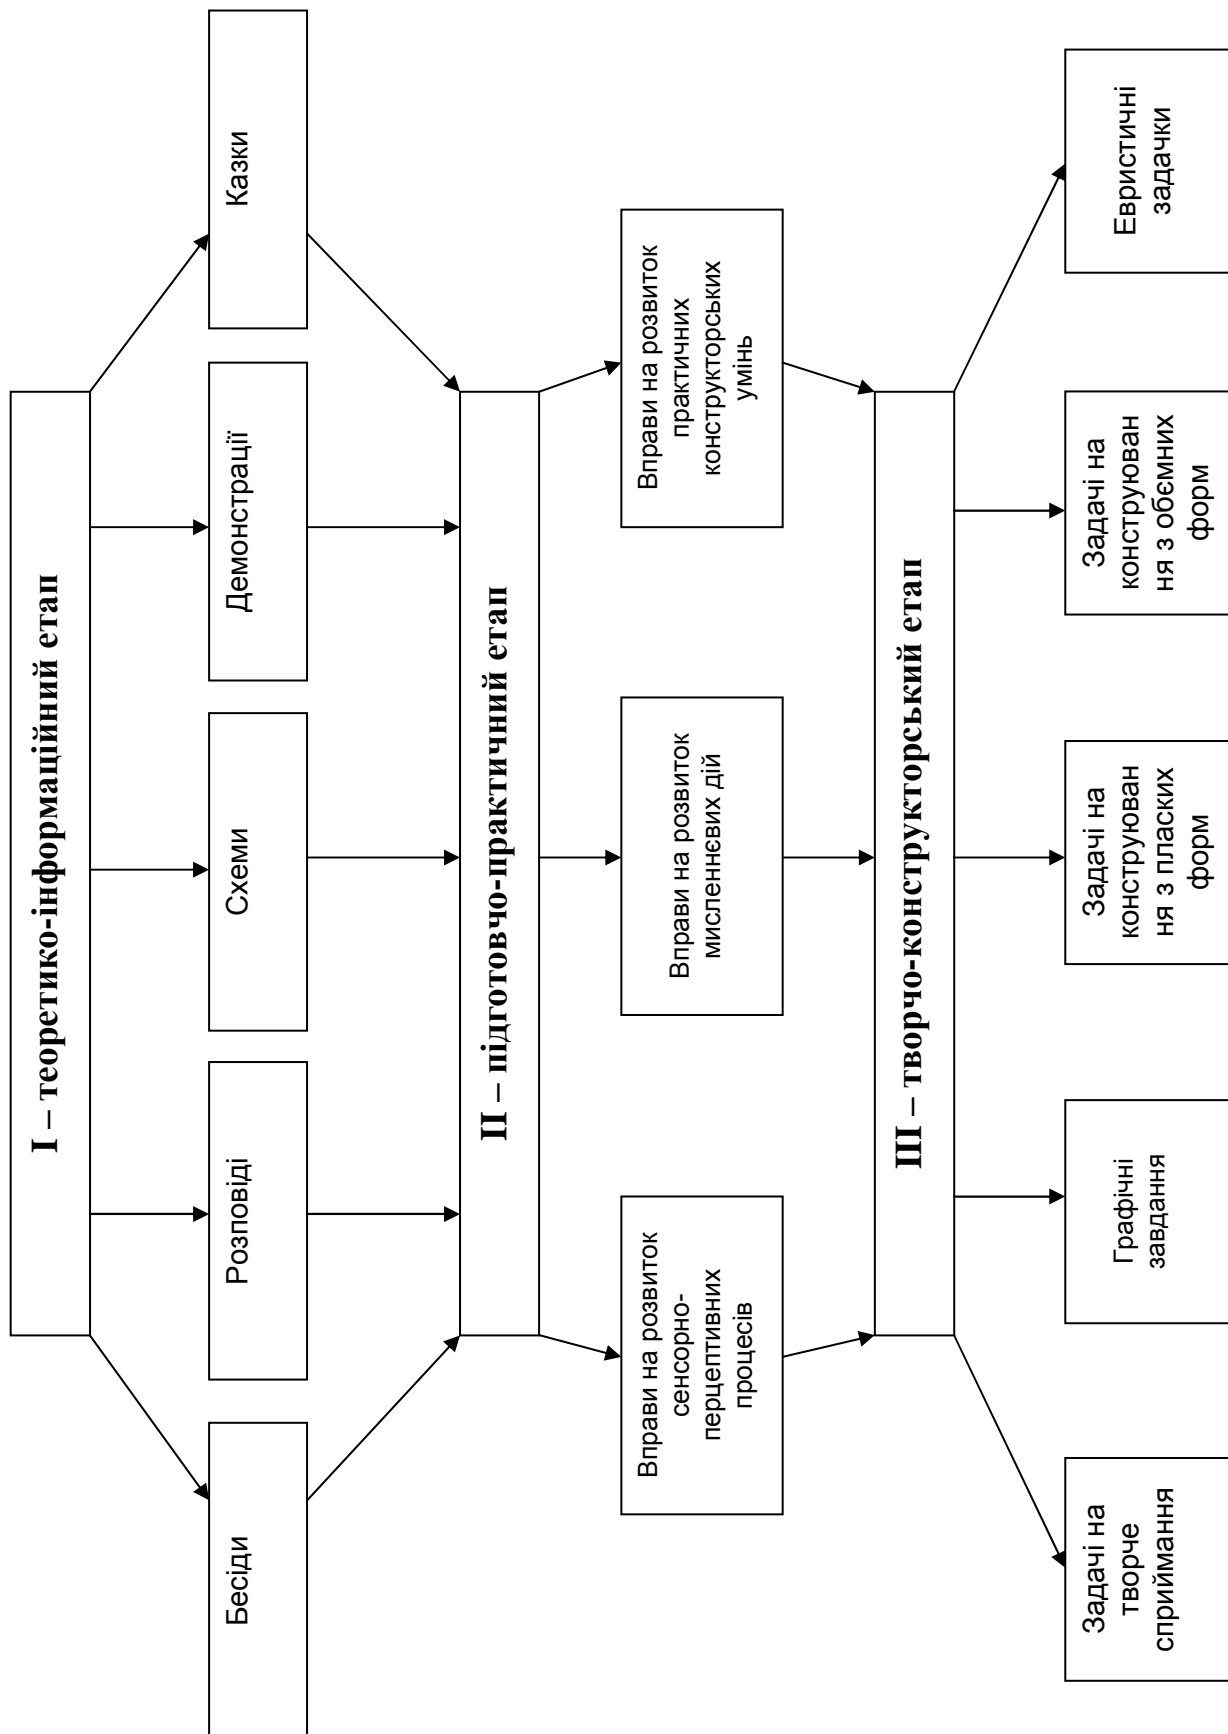 I – теоретико-інформаційний етап
Бесіди
Розповіді
Схеми
Демонстрації
Казки
II – підготовчо-практичний етап
Вправи на розвиток
сенсорно-
перцептивних
процесів
Вправи на розвиток
мисленнєвих дій
Вправи на розвиток
практичних
конструкторських
умінь
III – творчо-конструкторський етап
Задачі на
творче
сприймання
Графічні
завдання
Задачі на
конструюван
ня з пласких
форм
Задачі на
конструюван
ня з обємних
форм
Евристичні
задачки